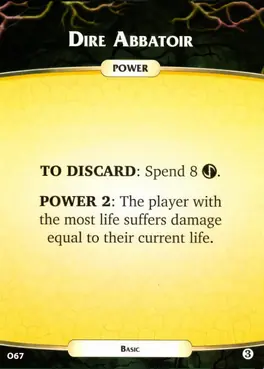 DIRE ABBATOIR
POWER
TO DISCARD: Spend 8 .
POWER 2: The player with
the most life suffers damage
equal to their current life.
BASIC
067
3